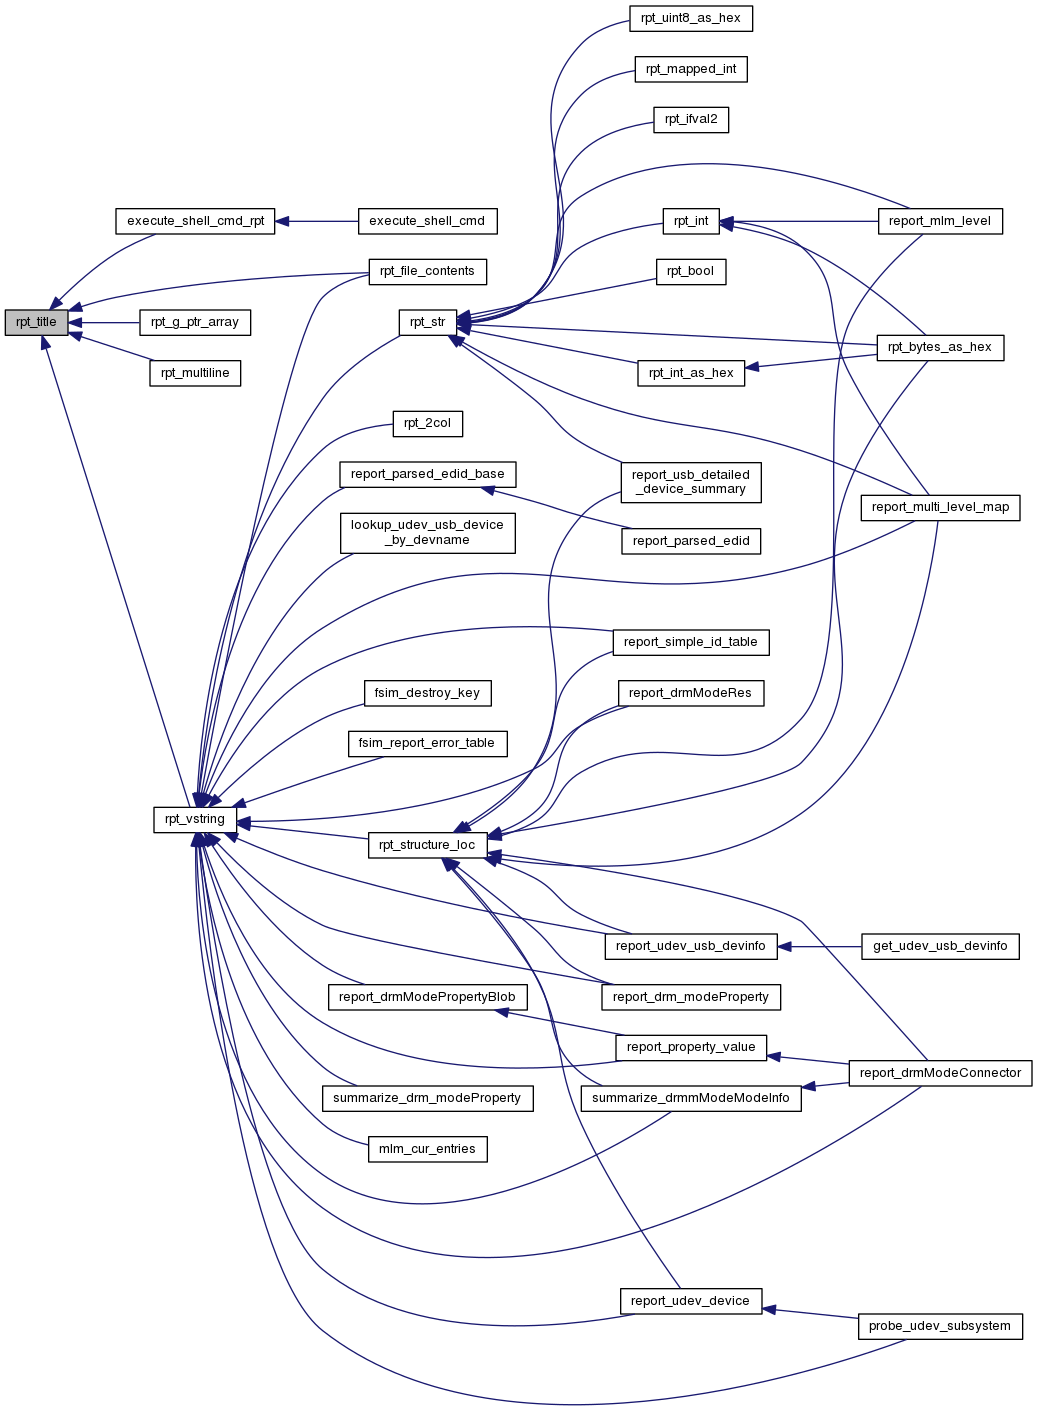 rpt_uint8_as_hex
rpt_mapped_int
rpt_ifval2
execute_shell_cmd_rpt
execute_shell_cmd
rpt_int
report_mlm_level
rpt_file_contents
rpt_bool
rpt_title
rpt_g_ptr_array
rpt_str
rpt_bytes_as_hex
rpt_multiline
rpt_int_as_hex
rpt_2col
report_parsed_edid_base
report_usb_detailed
_device_summary
report_multi_level_map
lookup_udev_usb_device
_by_devname
report_parsed_edid
report_simple_id_table
fsim_destroy_key
report_drmModeRes
fsim_report_error_table
rpt_vstring
rpt_structure_loc
report_udev_usb_devinfo
get_udev_usb_devinfo
report_drmModePropertyBlob
report_drm_modeProperty
report_property_value
report_drmModeConnector
summarize_drm_modeProperty
summarize_drmmModeModeInfo
mlm_cur_entries
report_udev_device
probe_udev_subsystem